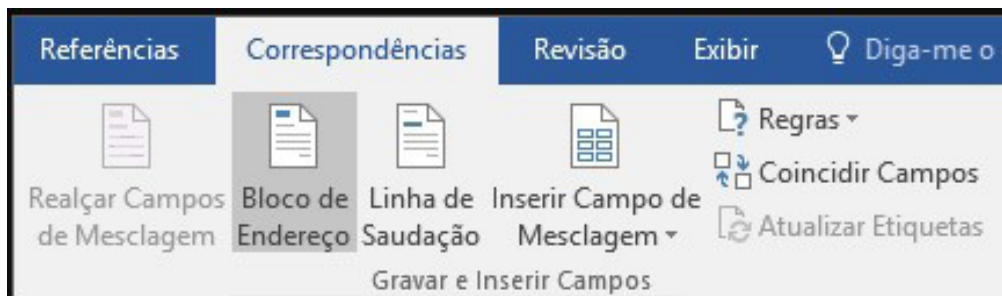 Referências Correspondências Revisão Exibir Diga-me o
Realçar Campos
de Mesclagem
Bloco de
Endereço
Linha de
Saudação
Inserir Campo de
Mesclagem
Regras
Coincidir Campos
Atualizar Etiquetas
Gravar e Inserir Campos